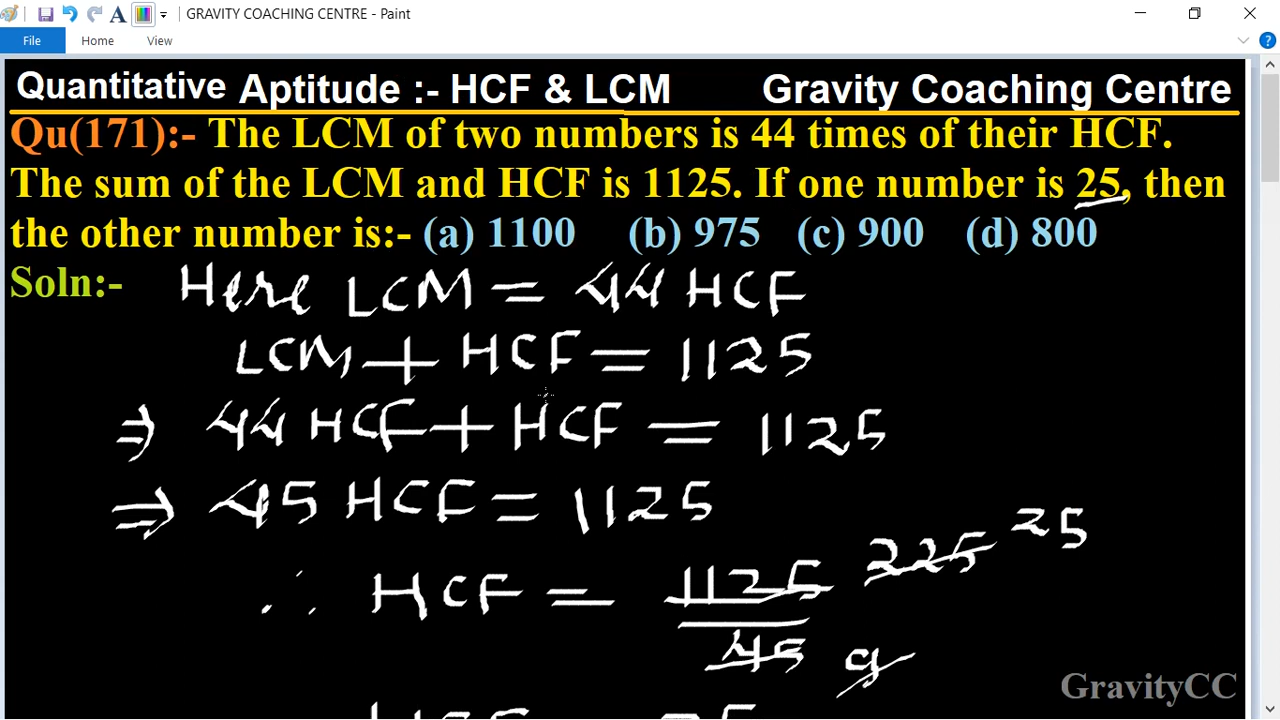 GRAVITY COACHING CENTRE - Paint
File Home View
Quantitative Aptitude :- HCF & LCM Gravity Coaching Centre
Qu(171):- The LCM of two numbers is 44 times of their HCF.
The sum of the LCM and HCF is 1125. If one number is 25, then
the other number is:- (a) 1100 (b) 975 (c) 900 (d) 800
Soln:- Here LCM = 44 HCF
LCM + HCF = 1125
⇒ 44 HCF + HCF = 1125
⇒ 45 HCF = 1125
∴ HCF = 1125 225 25
45 9
GravityCC